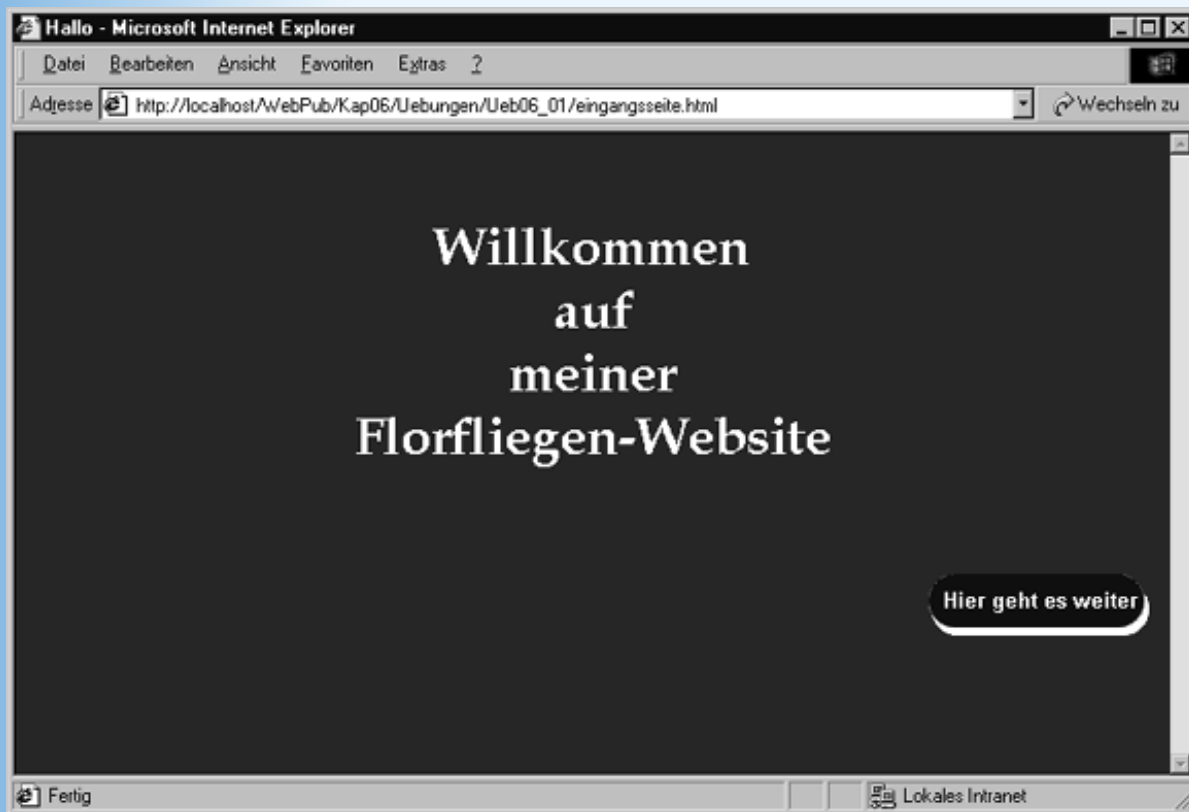 Hallo - Microsoft Internet Explorer
Datei Bearbeiten Ansicht Favoriten Extras ?
Adresse http://localhost/WebPub/Kap06/Uebungen/Ueb06_01/eingangsseite.html Wechseln zu
Willkommen
auf
meiner
Florfliegen-Website
Hier geht es weiter
Fertig Lokales Intranet